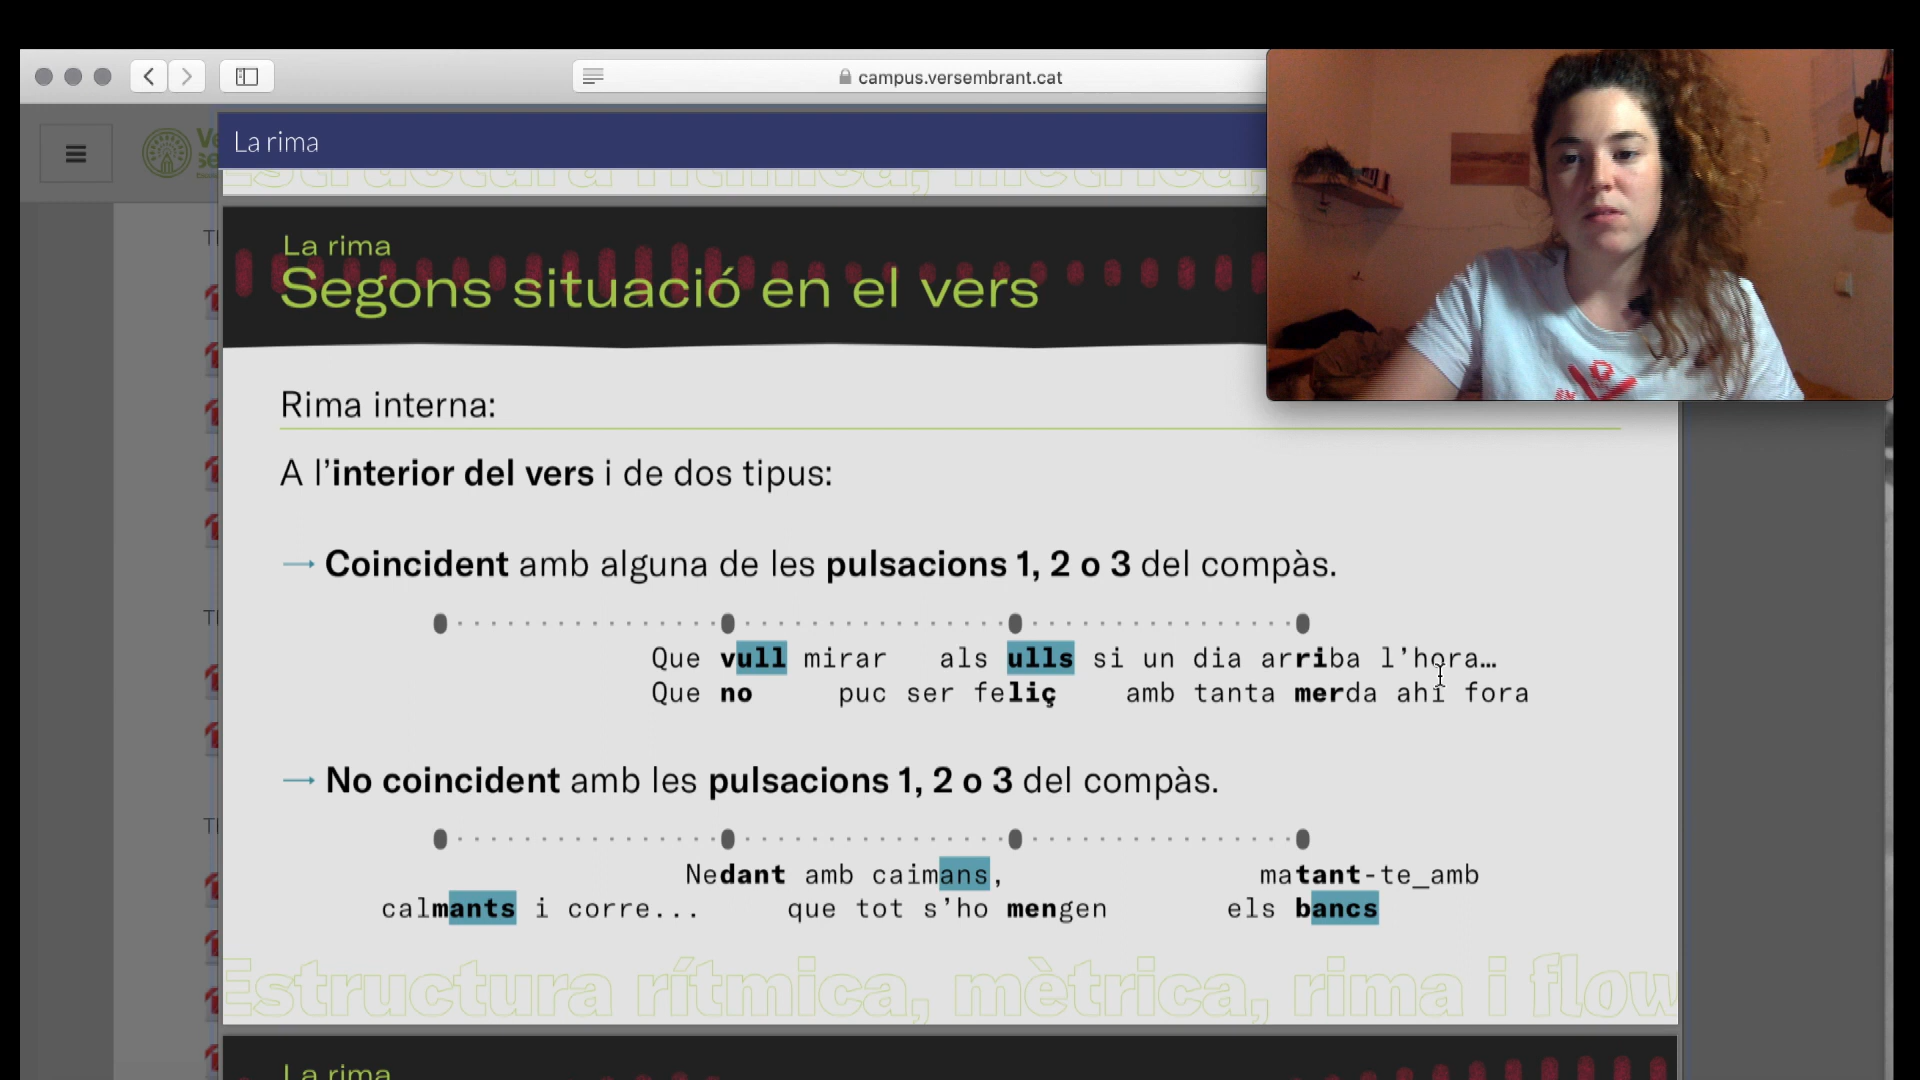 campus.versembrant.cat
La rima
Estructura rítmica, mètrica,
La rima
Segons situació en el vers
Rima interna:
A l'interior del vers i de dos tipus:
→ Coincident amb alguna de les pulsacions 1, 2 o 3 del compàs.
Que vull mirar als ulls si un dia arriba l'hora…
Que no puc ser feliç amb tanta merda ahí fora
→ No coincident amb les pulsacions 1, 2 o 3 del compàs.
Nedant amb caimans, matant-te_amb
calmants i corre... que tot s'ho mengen els bancs
Estructura rítmica, mètrica, rima i flow
La rima